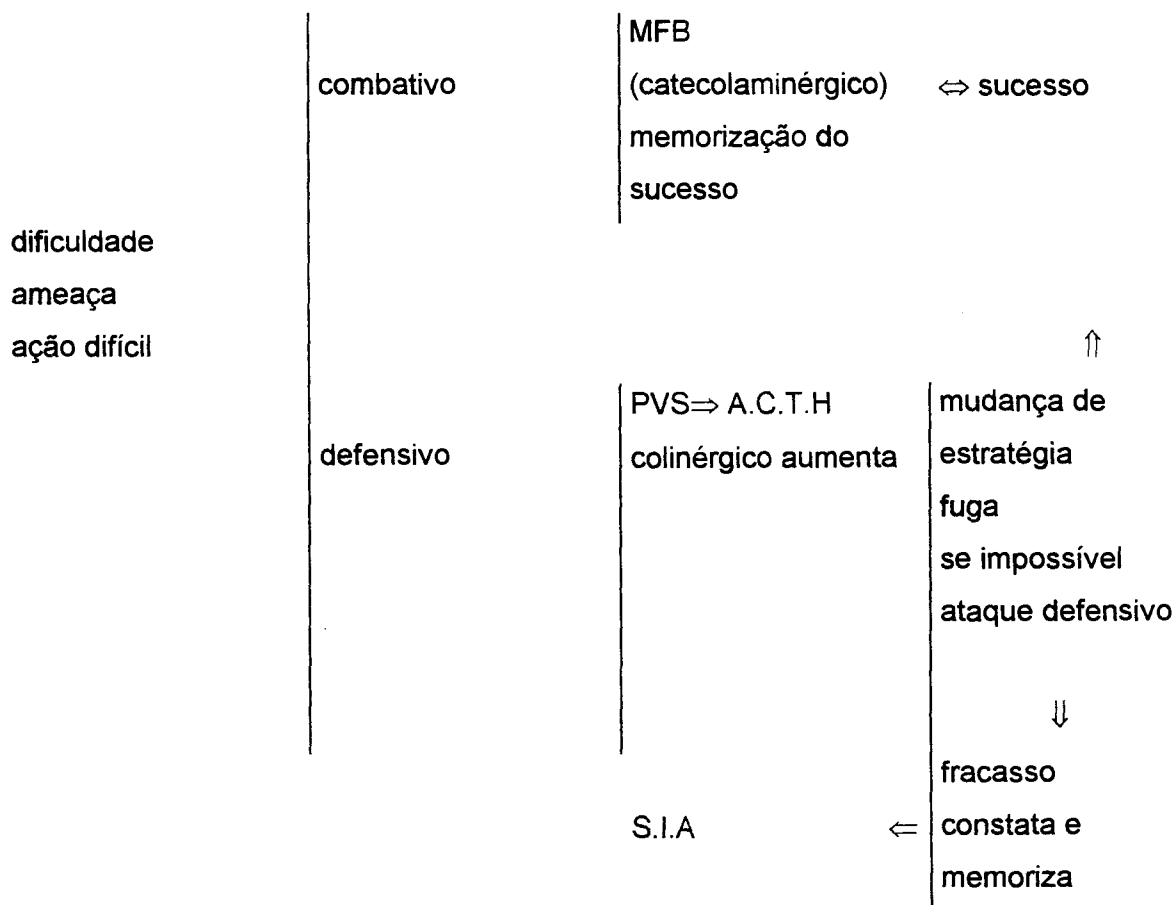 MFB
combativo (catecolaminérgico) ⇔ sucesso
memorização do
sucesso
dificuldade
ameaça
ação difícil ⇑
PVS⇒ A.C.T.H mudança de
defensivo colinérgico aumenta estratégia
fuga
se impossível
ataque defensivo
⇓
fracasso
S.I.A ⇐ constata e
memoriza